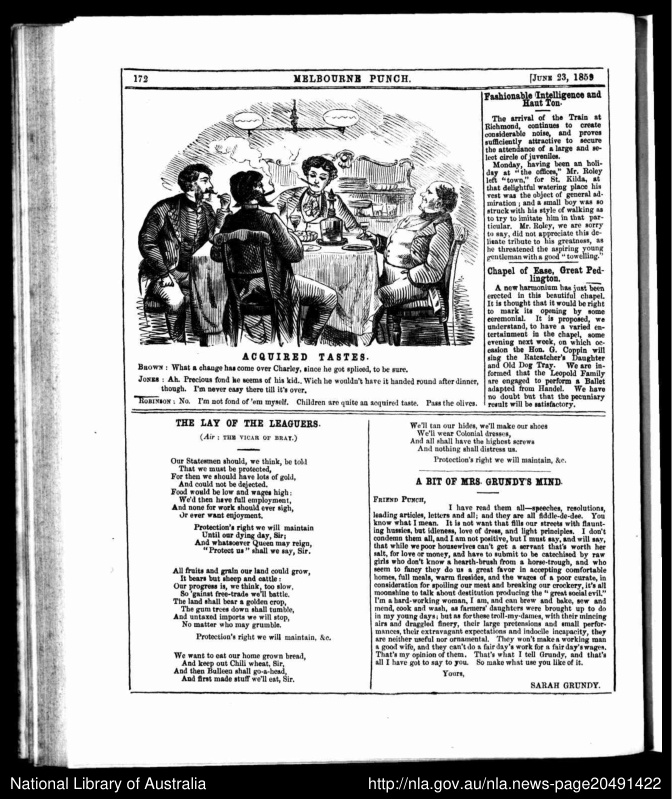 172
MELBOURNE PUNCH.
[JUNE 23, 1859
ACQUIRED TASTES.
BROWN: What a change has come over Charley, since he got spliced, to be sure.
JONES: Ah. Precious fond he seems of his kid. Wich he wouldn't have it handed round after dinner,
though. I'm never easy there till it's over.
ROBINSON: No. I'm not fond of 'em myself. Children are quite an acquired taste. Pass the olives.
Fashionable Intelligence and
Haut Ton.
The arrival of the Train at
Richmond, continues to create
considerable noise, and proves
sufficiently attractive to secure
the attendance of a large and se-
lect circle of juveniles.
Monday, having been an holi-
day at "the offices," Mr. Roley
left "town," for St. Kilda, at
that delightful watering place his
vest was the object of general ad-
miration; and a small boy was so
struck with his style of walking as
to try to imitate him in that par-
ticular. Mr. Roley, we are sorry
to say, did not appreciate this de-
licate tribute to his greatness, as
he threatened the aspiring young
gentleman with a good "towelling."
Chapel of Ease, Great Ped-
lington.
A new harmonium has just been
erected in this beautiful chapel.
It is thought that it would be right
to mark its opening by some
ceremonial. It is proposed, we
understand, to have a varied en-
tertainment in the chapel, some
evening next week, on which oc-
casion the Hon. G. Coppin will
sing the Ratcatcher's Daughter
and Old Dog Tray. We are in-
formed that the Leopold Family
are engaged to perform a Ballet
adapted from Handel. We have
no doubt but that the pecuniary
result will be satisfactory.
THE LAY OF THE LEAGUERS.
(Air: THE VICAR OF BRAY.)
Our Statesmen should, we think, be told
That we must be protected,
For then we should have lots of gold,
And could not be dejected.
Food would be low and wages high:
We'd then have full employment,
And none for work should ever sigh,
Or ever want enjoyment.
Protection's right we will maintain
Until our dying day, Sir;
And whatsoever Queen may reign,
"Protect us" shall we say, Sir.
All fruits and grain our land could grow,
It bears but sheep and cattle:
Our progress is, we think, too slow,
So 'gainst free-trade we'll battle.
The land shall bear a golden crop,
The gum trees down shall tumble,
And untaxed imports we will stop,
No matter who may grumble.
Protection's right we will maintain, &c.
We want to eat our home grown bread,
And keep out Chili wheat, Sir,
And then Bulleen shall go-a-head,
And first made stuff we'll eat, Sir.
We'll tan our hides, we'll make our shoes
We'll wear Colonial dresses,
And all shall have the highest screws
And nothing shall distress us.
Protection's right we will maintain, &c.
A BIT OF MRS. GRUNDY'S MIND.
FRIEND PUNCH,
I have read them all—speeches, resolutions,
leading articles, letters and all; and they are all fiddle-de-dee. You
know what I mean. It is not want that fills our streets with flaunt-
ing hussies, but idleness, love of dress, and light principles. I don't
condemn them all, and I am not positive, but I must say, and will say,
that while we poor housewives can't get a servant that's worth her
salt, for love or money, and have to submit to be catechised by raw
girls who don't know a hearth-brush from a horse-trough, and who
seem to fancy they do us a great favor in accepting comfortable
homes, full meals, warm firesides, and the wages of a poor curate, in
consideration for spoiling our meat and breaking our crockery, it's all
moonshine to talk about destitution producing the "great social evil."
I'm a hard-working woman, I am, and can brew and bake, sew and
mend, cook and wash, as farmers' daughters were brought up to do
in my young days; but as for these troll-my-dames, with their mincing
airs and draggled finery, their large pretensions and small perfor-
mances, their extravagant expectations and indocile incapacity, they
are neither useful nor ornamental. They won't make a working man
a good wife, and they can't do a fair day's work for a fair day's wages.
That's my opinion of them. That's what I tell Grundy, and that's
all I have got to say to you. So make what use you like of it.
Yours,
SARAH GRUNDY.
National Library of Australia
http://nla.gov.au/nla.news-page20491422